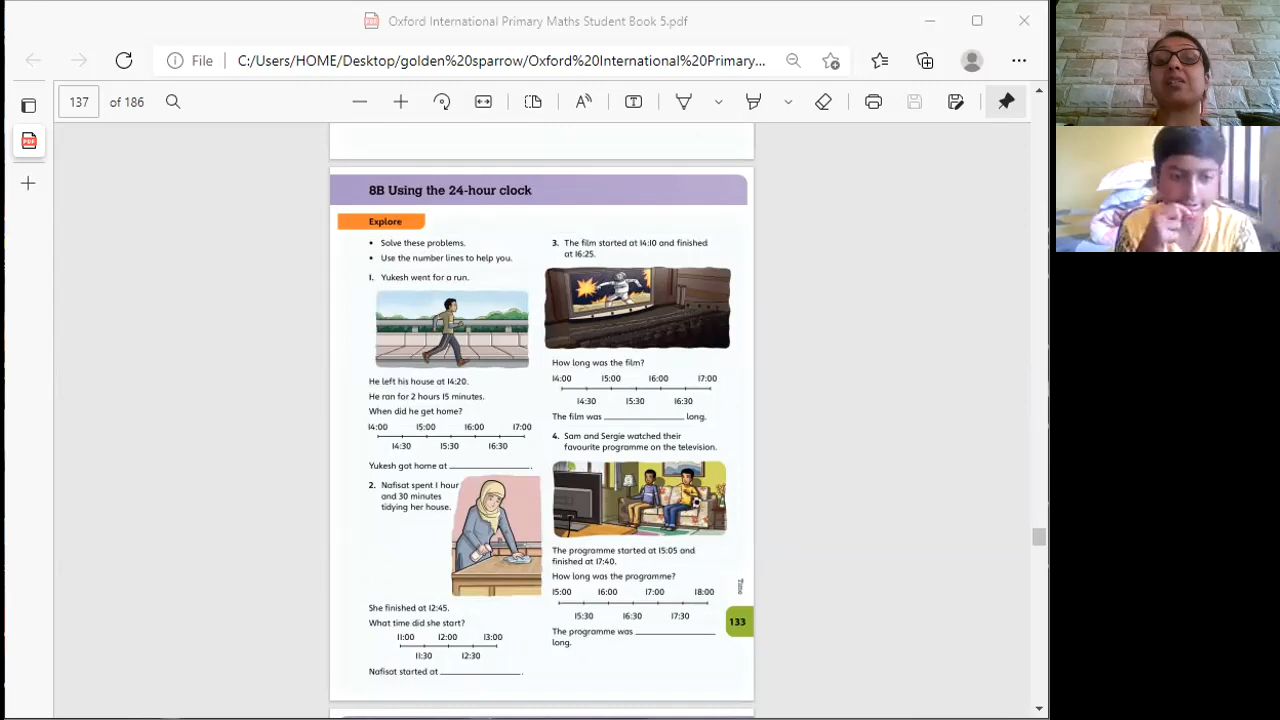 Oxford International Primary Maths Student Book 5.pdf
File
C:/Users/HOME/Desktop/golden%20sparrow/Oxford%20International%20Primary...
137
of 186
8B Using the 24-hour clock
Explore
• Solve these problems.
• Use the number lines to help you.
1. Yukesh went for a run.
He left his house at 14:20.
He ran for 2 hours 15 minutes.
When did he get home?
14:00 15:00 16:00 17:00
14:30 15:30 16:30
Yukesh got home at ____________.
2. Nafisat spent 1 hour
and 30 minutes
tidying her house.
She finished at 12:45.
What time did she start?
11:00 12:00 13:00
11:30 12:30
Nafisat started at ____________.
3. The film started at 14:10 and finished
at 16:25.
How long was the film?
14:00 15:00 16:00 17:00
14:30 15:30 16:30
The film was ____________ long.
4. Sam and Sergie watched their
favourite programme on the television.
The programme started at 15:05 and
finished at 17:40.
How long was the programme?
15:00 16:00 17:00 18:00
15:30 16:30 17:30
The programme was ____________
long.
Time
133